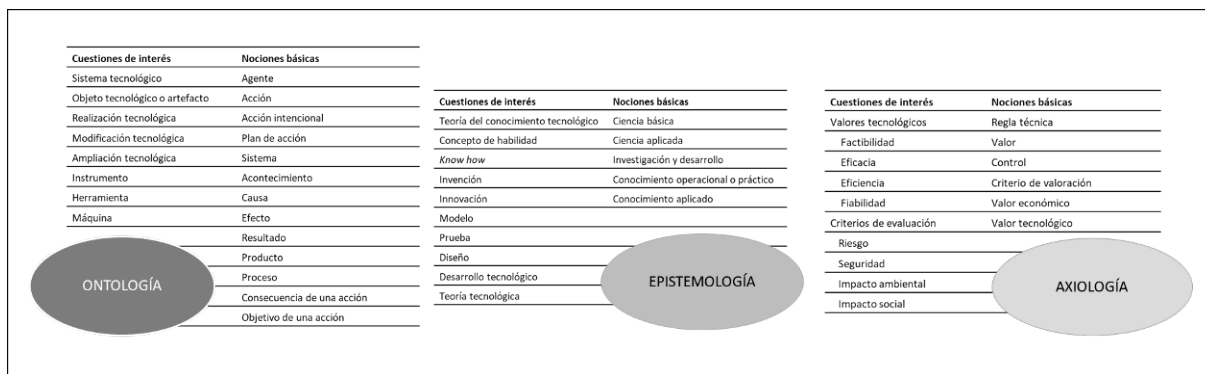 Cuestiones de interés Nociones básicas
Sistema tecnológico Agente
Objeto tecnológico o artefacto Acción
Realización tecnológica Acción intencional
Modificación tecnológica Plan de acción
Ampliación tecnológica Sistema
Instrumento Acontecimiento
Herramienta Causa
Máquina Efecto
Resultado
Producto
Proceso
Consecuencia de una acción
Objetivo de una acción
ONTOLOGÍA
Cuestiones de interés Nociones básicas
Teoría del conocimiento tecnológico Ciencia básica
Concepto de habilidad Ciencia aplicada
Know how Investigación y desarrollo
Invención Conocimiento operacional o práctico
Innovación Conocimiento aplicado
Modelo
Prueba
Diseño
Desarrollo tecnológico
Teoría tecnológica
EPISTEMOLOGÍA
Cuestiones de interés Nociones básicas
Valores tecnológicos Regla técnica
Factibilidad Valor
Eficacia Control
Eficiencia Criterio de valoración
Fiabilidad Valor económico
Criterios de evaluación Valor tecnológico
Riesgo
Seguridad
Impacto ambiental
Impacto social
AXIOLOGÍA